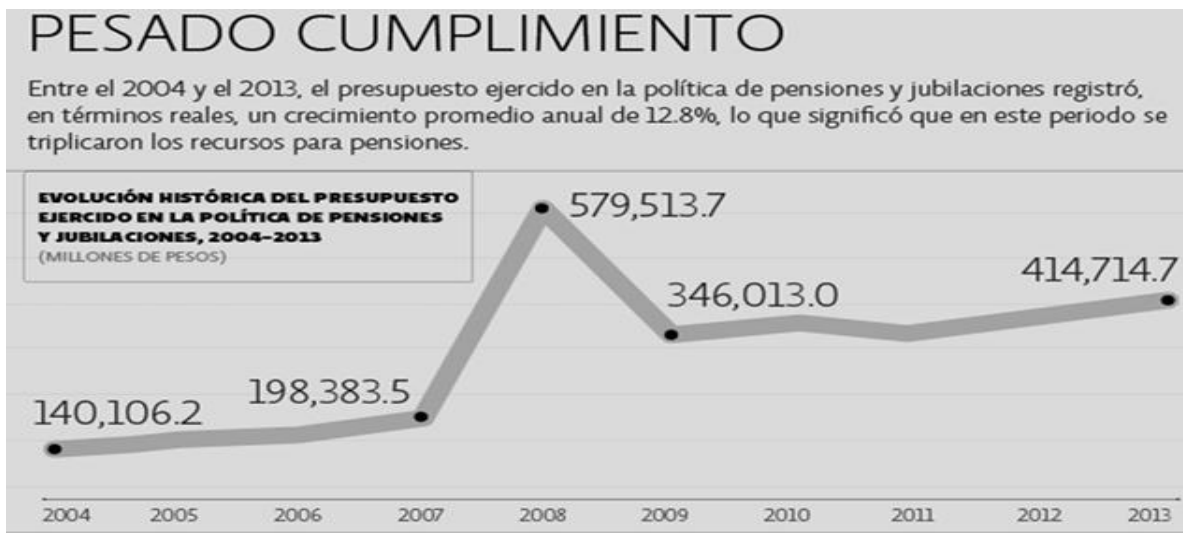 PESADO CUMPLIMIENTO
Entre el 2004 y el 2013, el presupuesto ejercido en la política de pensiones y jubilaciones registró,
en términos reales, un crecimiento promedio anual de 12.8%, lo que significó que en este periodo se
triplicaron los recursos para pensiones.
EVOLUCIÓN HISTÓRICA DEL PRESUPUESTO
EJERCIDO EN LA POLÍTICA DE PENSIONES
Y JUBILACIONES, 2004-2013
(MILLONES DE PESOS)
579,513.7
414,714.7
346,013.0
198,383.5
140,106.2
2004 2005 2006 2007 2008 2009 2010 2011 2012 2013